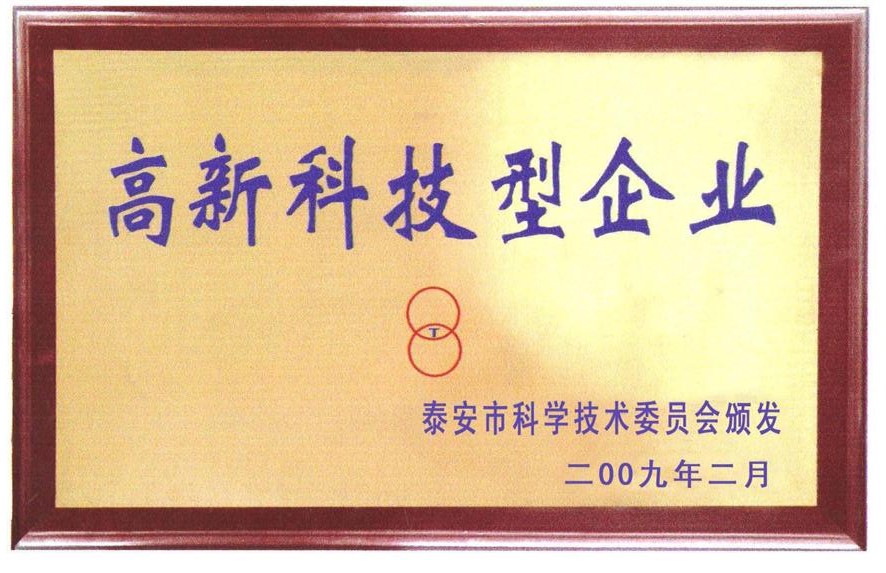 高新科技型企业
T
泰安市科学技术委员会颁发
二00九年二月